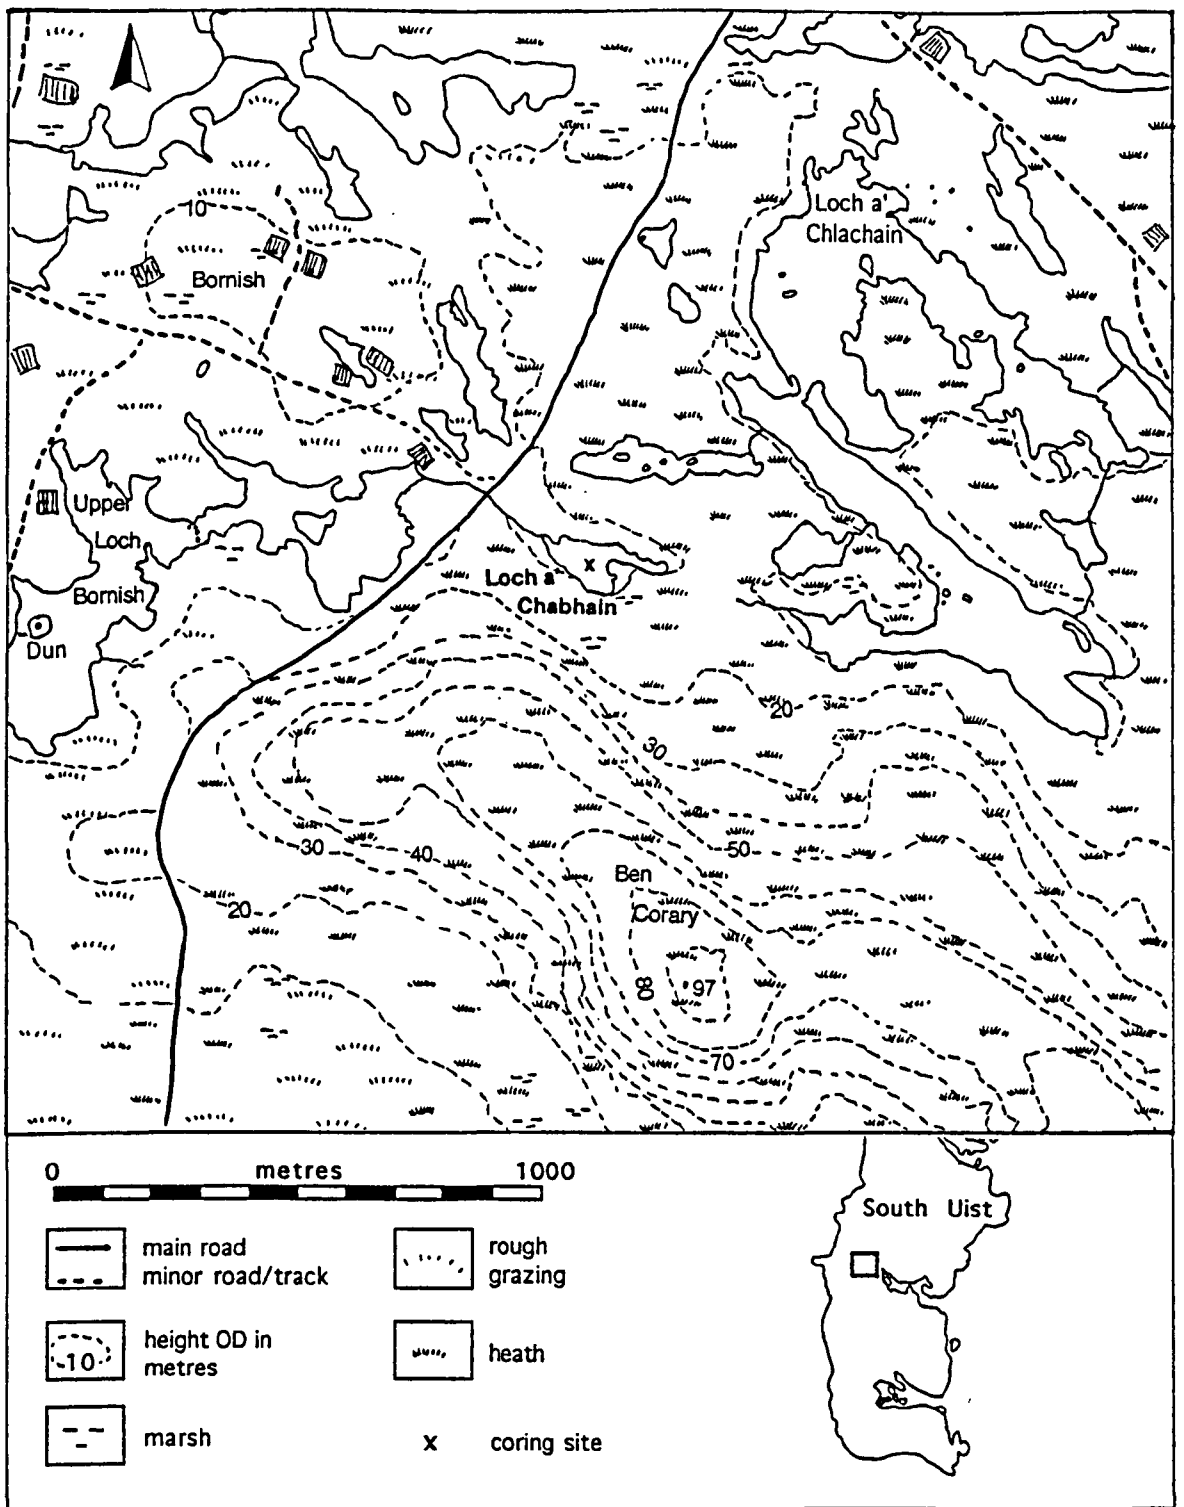 Loch a'
Chlachain
10
Bornish
Upper
Loch
Bornish
Loch a'
Chabhain
x
Dun
20
30
30
40
50
Ben
Corary
20
80
97
70
0 metres 1000
main road
minor road/track
rough
grazing
10
height OD in
metres
heath
marsh
x coring site
South Uist